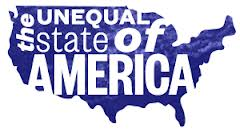 the UNEQUAL
state of
AMERICA